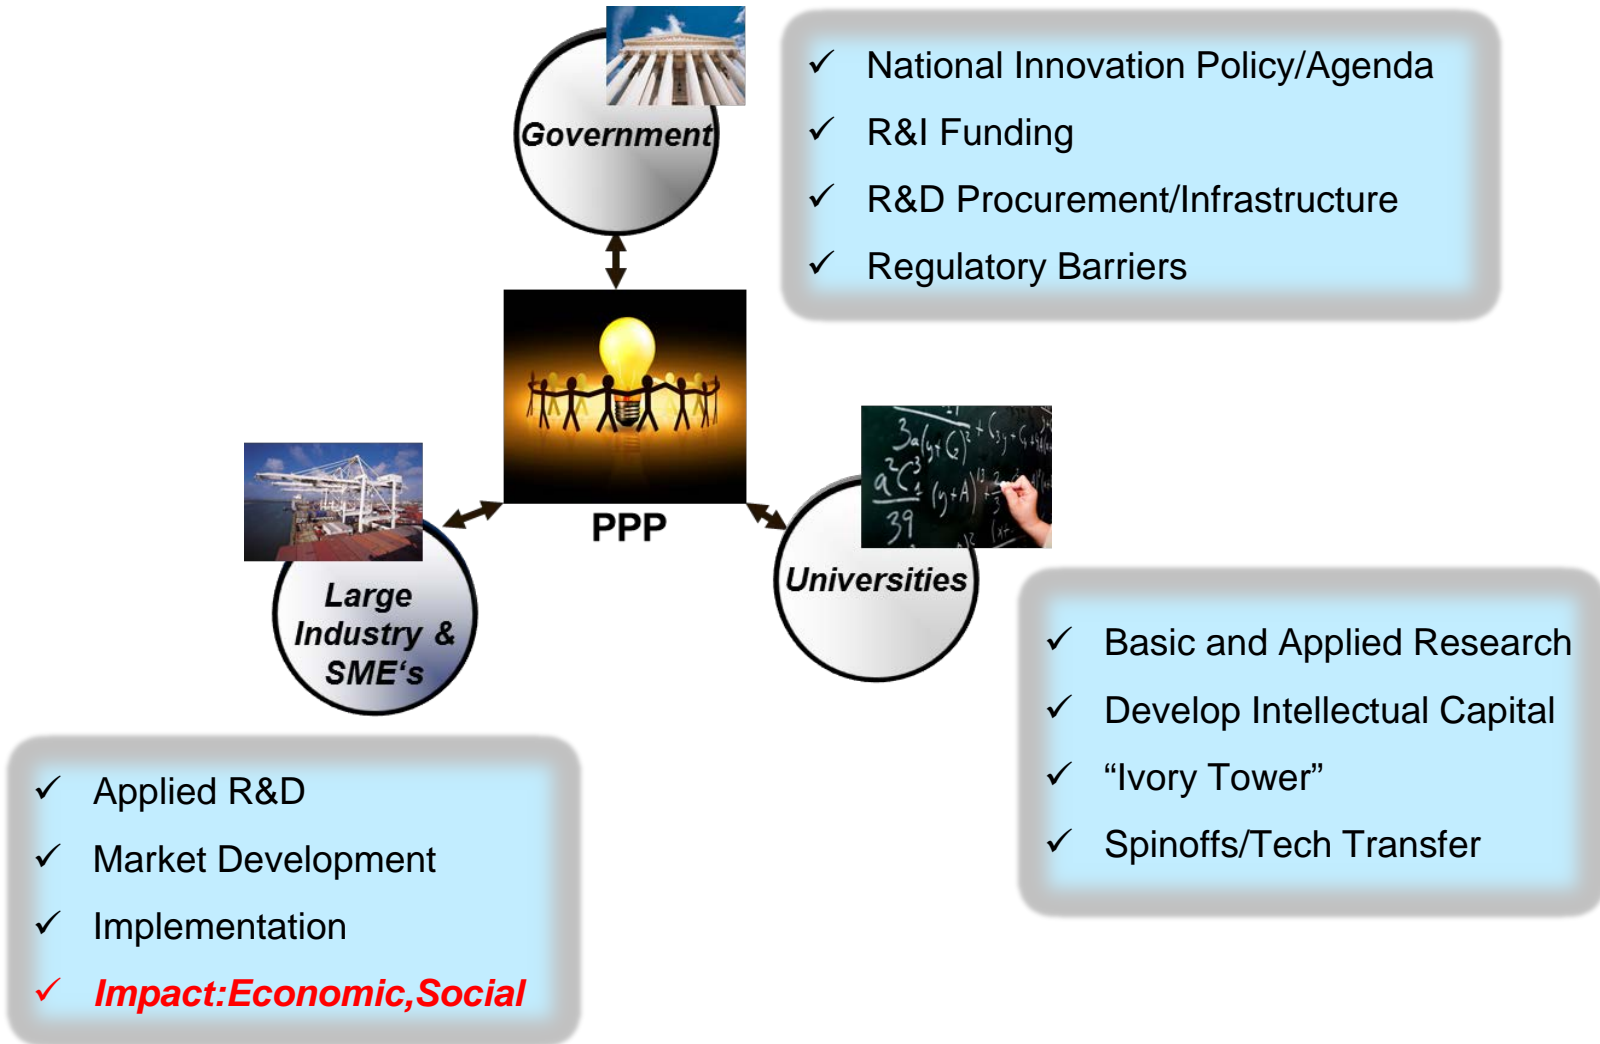 Government
✓ National Innovation Policy/Agenda
✓ R&I Funding
✓ R&D Procurement/Infrastructure
✓ Regulatory Barriers
PPP
Large
Industry &
SME‘s
Universities
✓ Basic and Applied Research
✓ Develop Intellectual Capital
✓ “Ivory Tower”
✓ Spinoffs/Tech Transfer
✓ Applied R&D
✓ Market Development
✓ Implementation
✓ Impact:Economic,Social